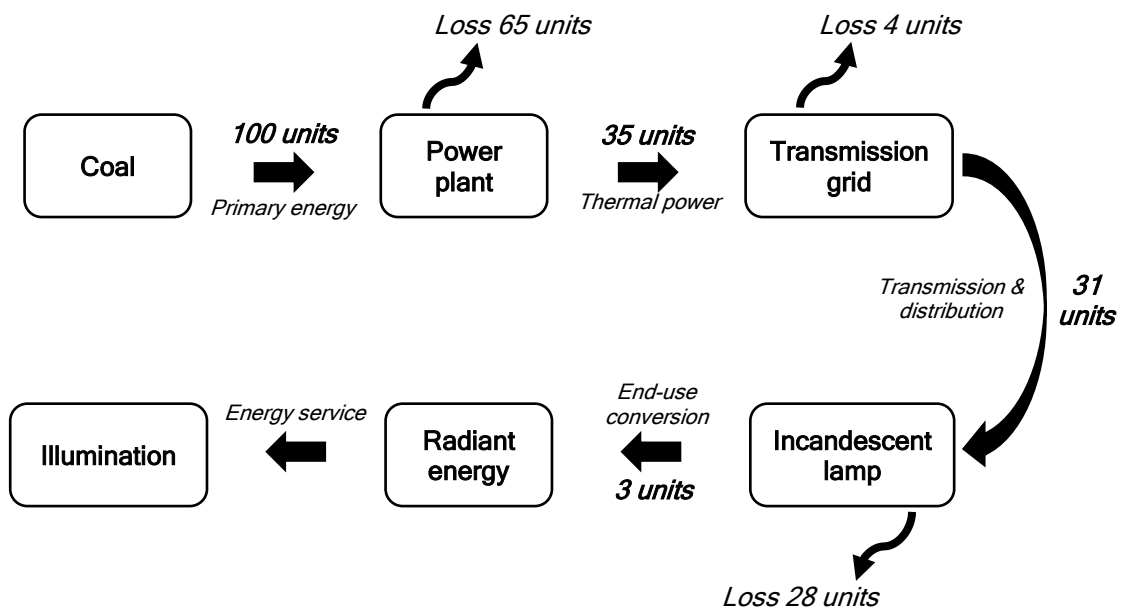 Loss 65 units
Loss 4 units
Coal
100 units
Primary energy
Power
plant
35 units
Thermal power
Transmission
grid
Transmission &
distribution
31
units
Illumination
Energy service
Radiant
energy
End-use
conversion
3 units
Incandescent
lamp
Loss 28 units